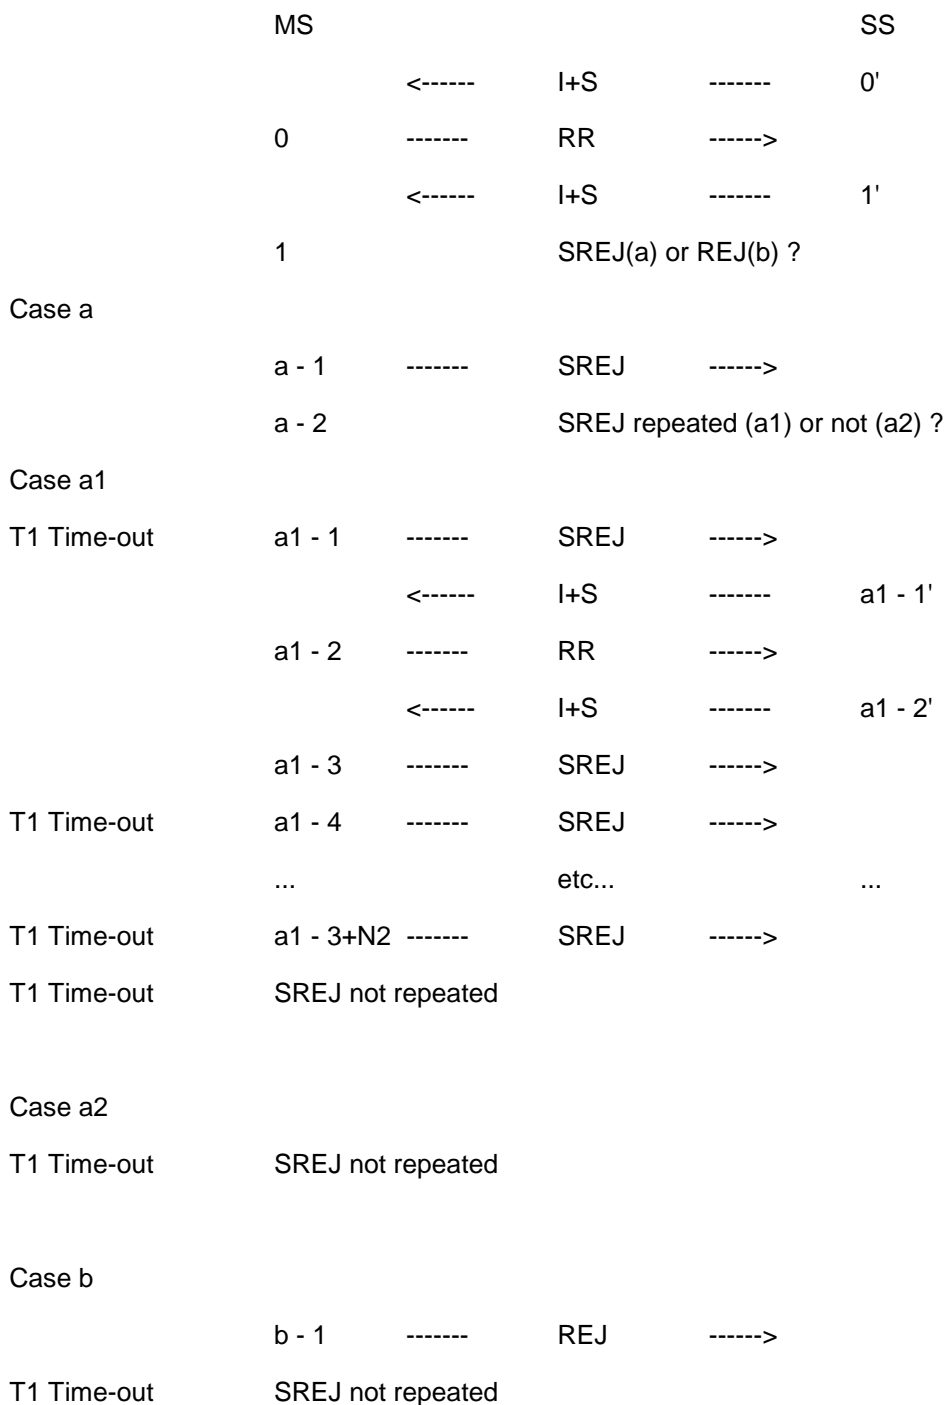 MS SS
<------ I+S ------- 0'
0 ------- RR ------>
<------ I+S ------- 1'
1 SREJ(a) or REJ(b) ?
Case a
a - 1 ------- SREJ ------>
a - 2 SREJ repeated (a1) or not (a2) ?
Case a1
T1 Time-out a1 - 1 ------- SREJ ------>
<------ I+S ------- a1 - 1'
a1 - 2 ------- RR ------>
<------ I+S ------- a1 - 2'
a1 - 3 ------- SREJ ------>
T1 Time-out a1 - 4 ------- SREJ ------>
... etc... ...
T1 Time-out a1 - 3+N2 ------- SREJ ------>
T1 Time-out SREJ not repeated
Case a2
T1 Time-out SREJ not repeated
Case b
b - 1 ------- REJ ------>
T1 Time-out SREJ not repeated